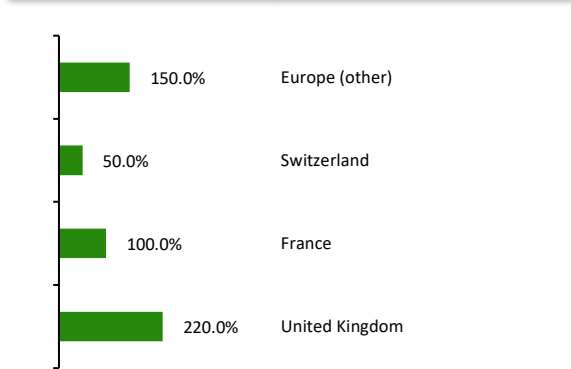 150.0% Europe (other)
50.0% Switzerland
100.0% France
220.0% United Kingdom